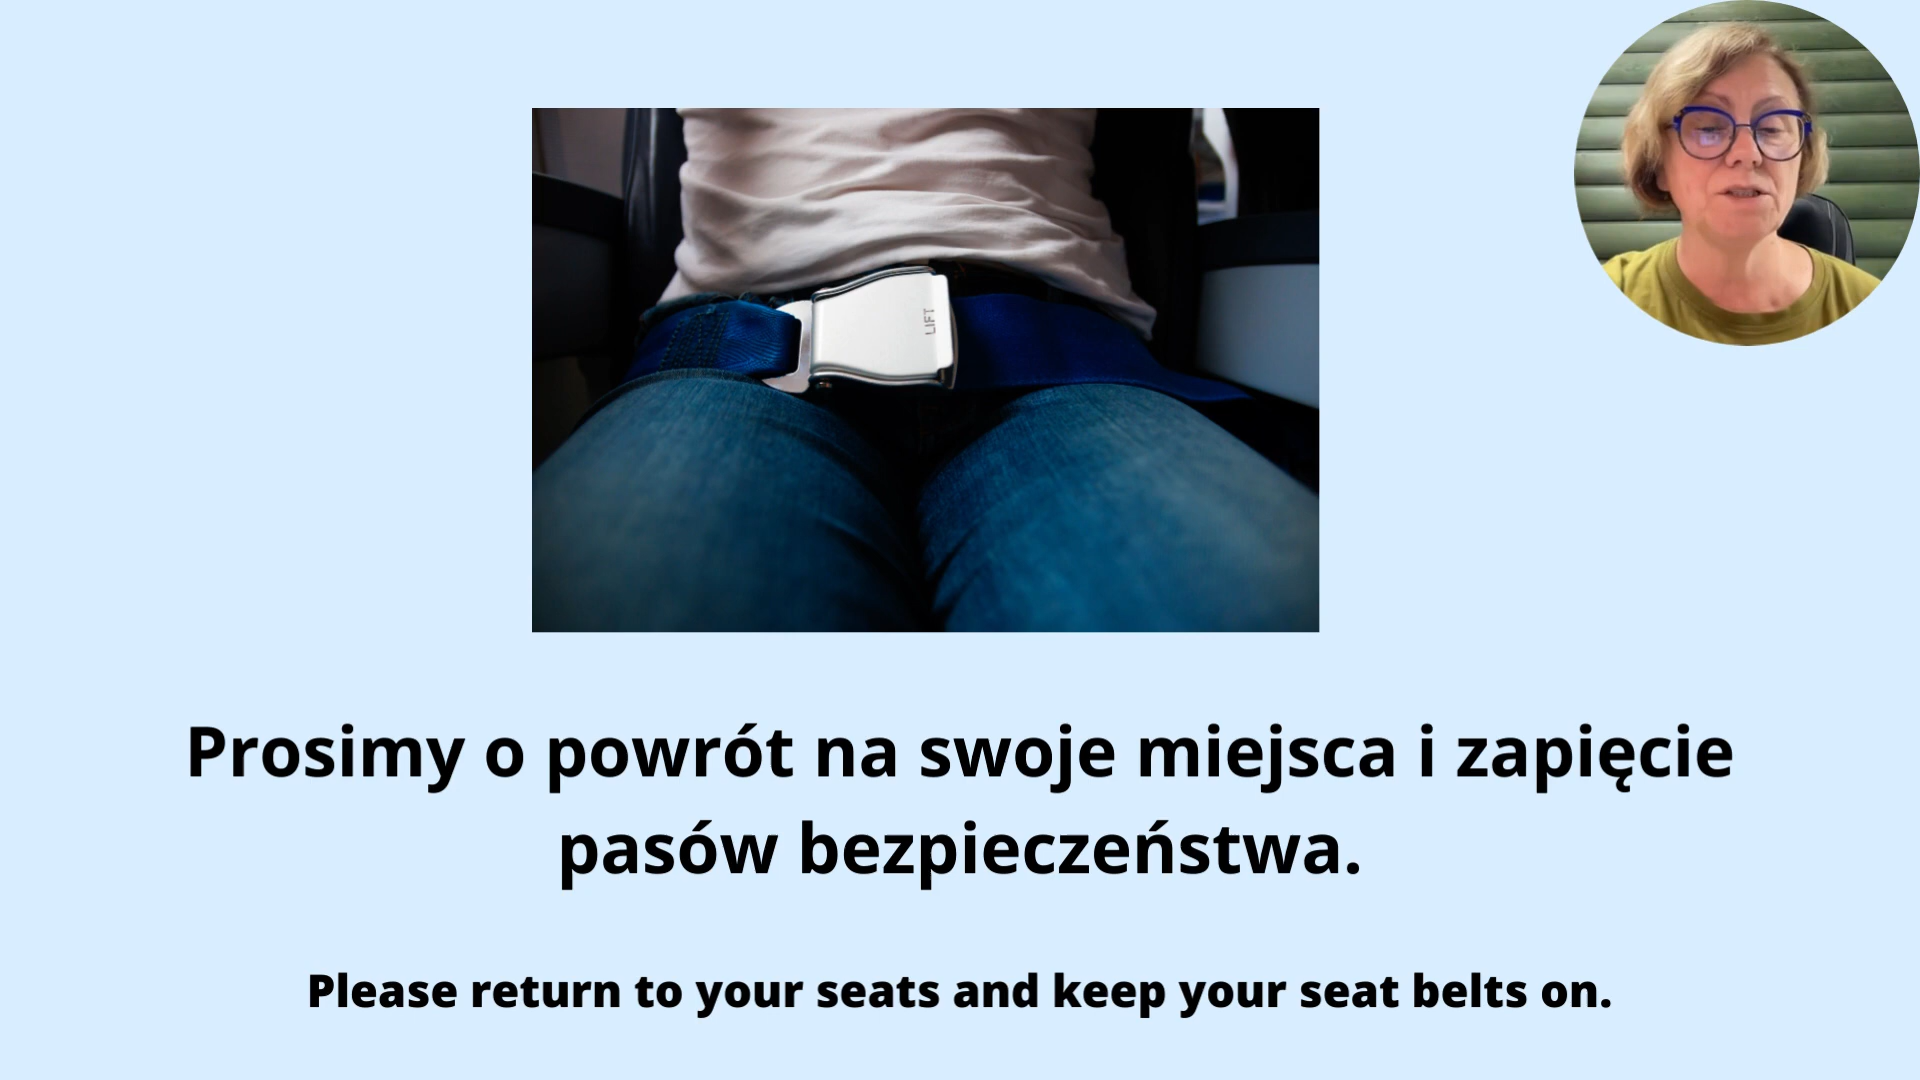 LIFT
Prosimy o powrót na swoje miejsca i zapięcie
pasów bezpieczeństwa.
Please return to your seats and keep your seat belts on.